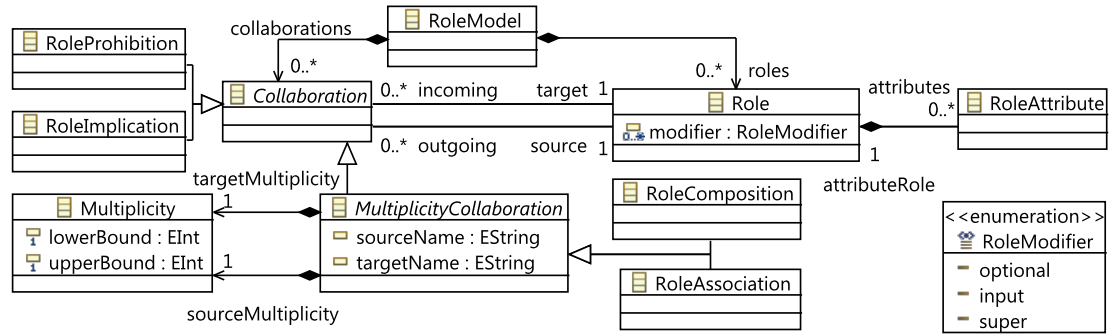 RoleModel
collaborations
0..*
0..* roles
RoleProhibition
RoleImplication
Collaboration
0..* incoming
target 1
0..* outgoing
source 1
Role
modifier : RoleModifier
attributes
0..*
1
attributeRole
RoleAttribute
targetMultiplicity
1
Multiplicity
lowerBound : EInt
upperBound : EInt
1
sourceMultiplicity
MultiplicityCollaboration
sourceName : EString
targetName : EString
RoleComposition
RoleAssociation
<<enumeration>>
RoleModifier
optional
input
super